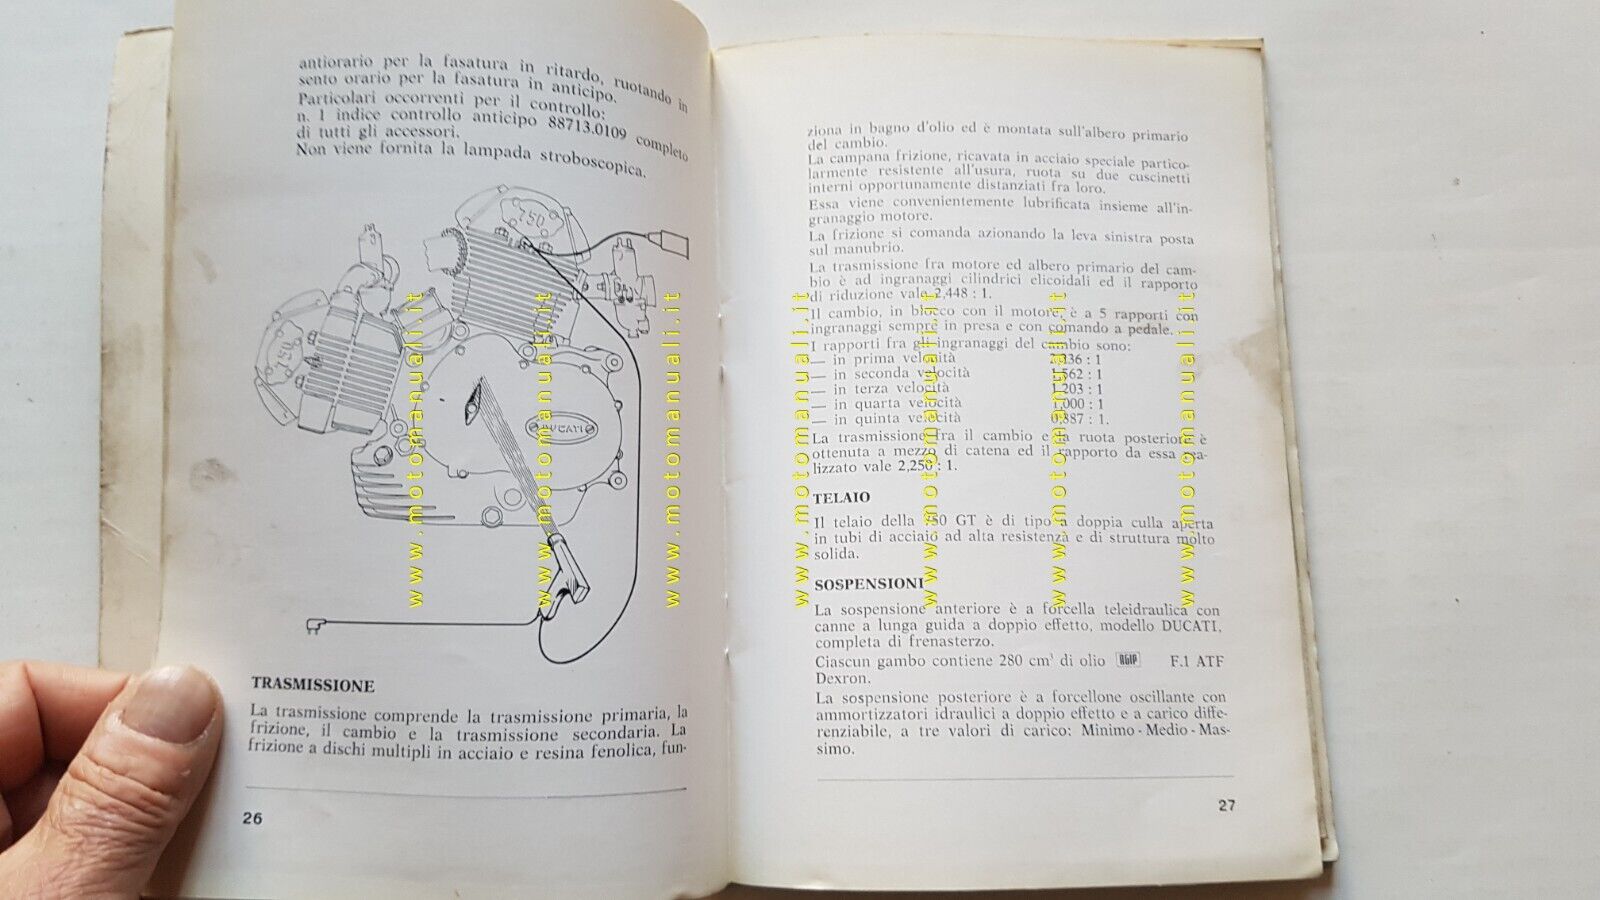 antiorario per la fasatura in ritardo, ruotando in
sento orario per la fasatura in anticipo.
Particolari occorrenti per il controllo:
n. 1 indice controllo anticipo 88713.0109 completo
di tutti gli accessori.
Non viene fornita la lampada stroboscopica.
750
750
DUCATI
TRASMISSIONE
La trasmissione comprende la trasmissione primaria, la
frizione, il cambio e la trasmissione secondaria. La
frizione a dischi multipli in acciaio e resina fenolica, fun-
26
ziona in bagno d'olio ed è montata sull'albero primario
del cambio.
La campana frizione, ricavata in acciaio speciale partico-
larmente resistente all'usura, ruota su due cuscinetti
interni opportunamente distanziati fra loro.
Essa viene convenientemente lubrificata insieme all'in-
granaggio motore.
La frizione si comanda azionando la leva sinistra posta
sul manubrio.
La trasmissione fra motore ed albero primario del cam-
bio è ad ingranaggi cilindrici elicoidali ed il rapporto
di riduzione vale 2,448 : 1.
Il cambio, in blocco con il motore, è a 5 rapporti con
ingranaggi sempre in presa e con comando a pedale.
I rapporti fra gli ingranaggi del cambio sono:
— in prima velocità : 1
— in seconda velocità 1,562 : 1
— in terza velocità 1,203 : 1
— in quarta velocità 1,000 : 1
— in quinta velocità 0,887 : 1.
La trasmissione fra il cambio e la ruota posteriore è
ottenuta a mezzo di catena ed il rapporto da essa rea-
lizzato vale 2,250 : 1.
TELAIO
Il telaio della 750 GT è di tipo a doppia culla aperta
in tubi di acciaio ad alta resistenza e di struttura molto
solida.
SOSPENSIONI
La sospensione anteriore è a forcella teleidraulica con
canne a lunga guida a doppio effetto, modello DUCATI,
completa di frenasterzo.
Ciascun gambo contiene 280 cm³ di olio AGIP F.1 ATF
Dexron.
La sospensione posteriore è a forcellone oscillante con
ammortizzatori idraulici a doppio effetto e a carico diffe-
renziabile, a tre valori di carico: Minimo - Medio - Mas-
simo.
27
www.motomanuali.it
www.motomanuali.it
www.motomanuali.it
www.motomanuali.it
www.motomanuali.it
www.motomanuali.it
www.motomanuali.it